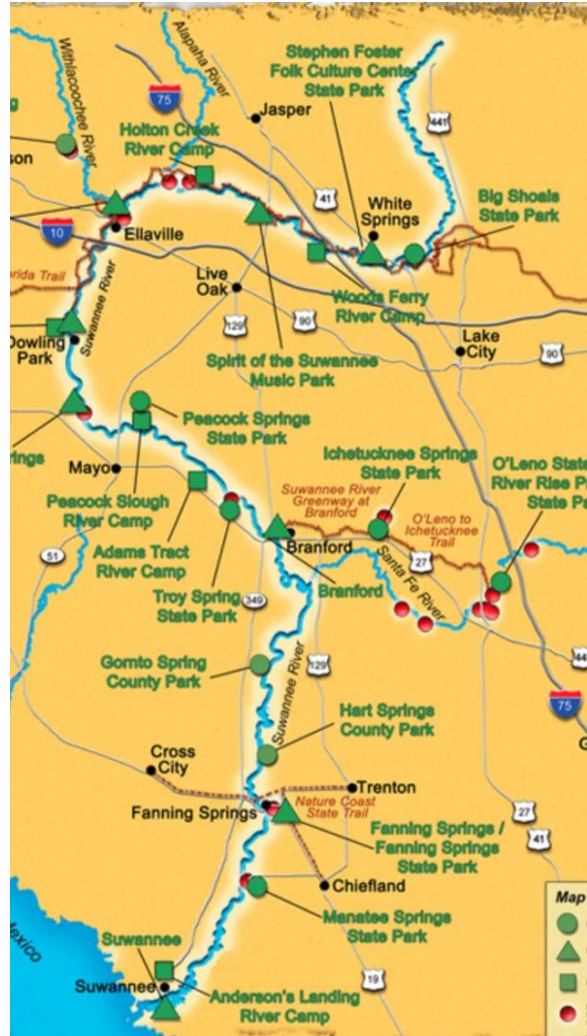 Stephen Foster
Folk Culture Center
State Park
Withlacoochee River
Alapaha River
75
Jasper
441
Holton Creek
River Camp
41
White
Springs
Big Shoals
State Park
10
Ellaville
Live
Oak
Woods Ferry
River Camp
Suwannee River
129
90
Lake
City
90
Dowling
Park
Spirit of the Suwannee
Music Park
Peacock Springs
State Park
Mayo
Ichetucknee Springs
State Park
O'Leno State
River Rise
State
Suwannee River
Greenway at
Branford
O'Leno to
Ichetucknee
Trail
Peacock Slough
River Camp
Adams Tract
River Camp
Branford
51
27
Troy Spring
State Park
Branford
Santa Fe River
349
Gornto Spring
County Park
129
Suwannee River
75
Hart Springs
County Park
Cross
City
Trenton
Fanning Springs
Nature Coast
State Trail
27
Fanning Springs /
Fanning Springs
State Park
41
Chiefland
Manatee Springs
State Park
Map
Suwannee
19
Suwannee
Anderson's Landing
River Camp